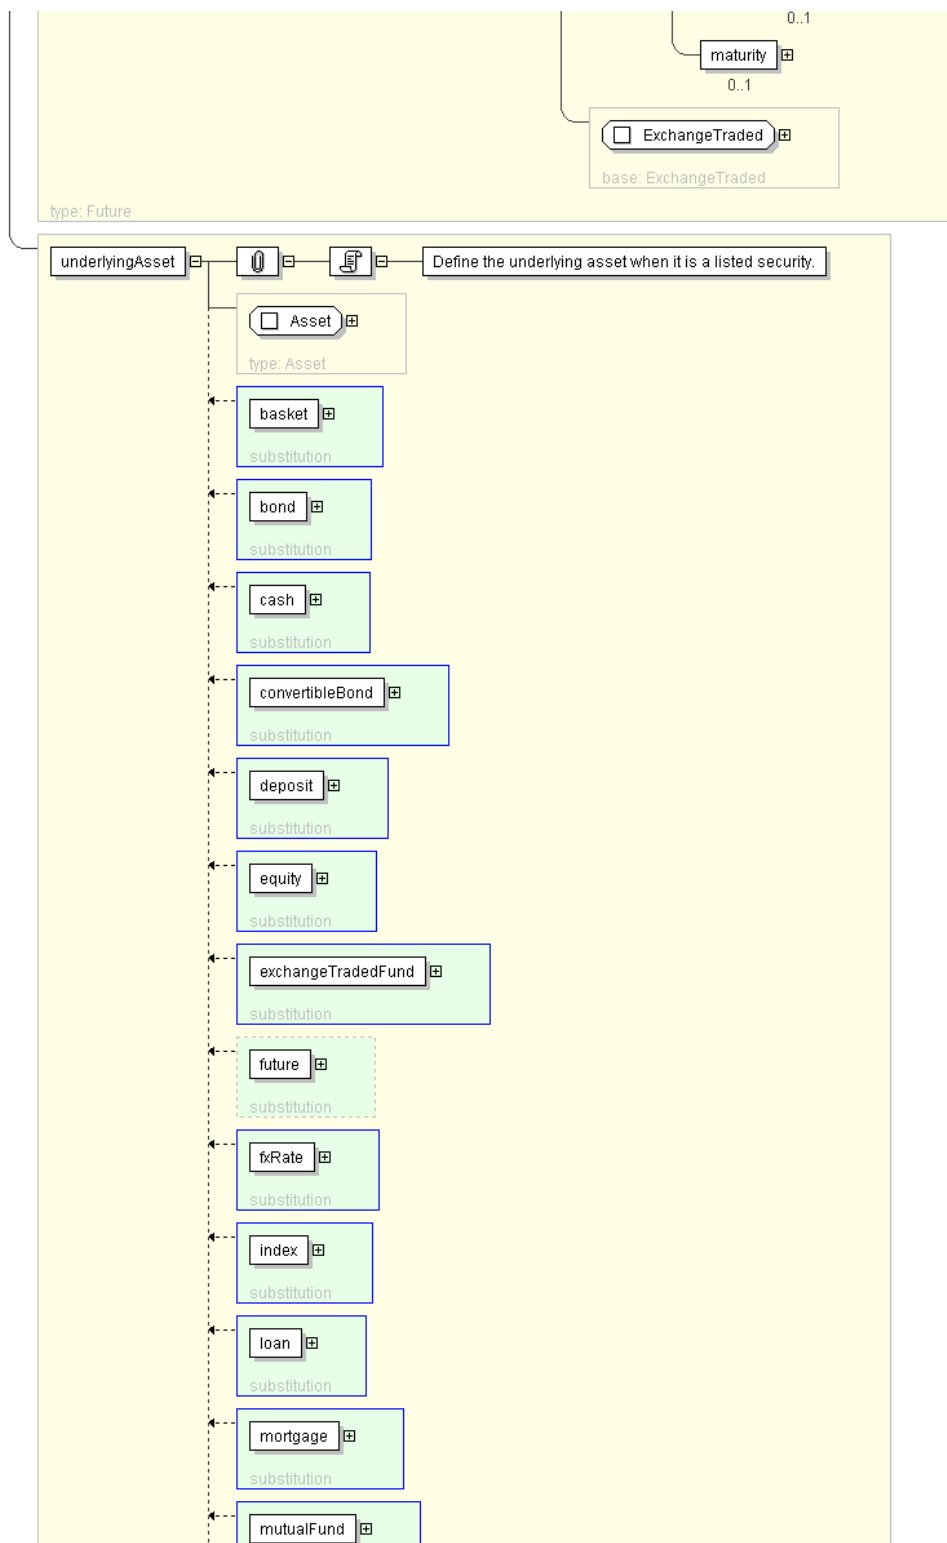 0..1
maturity
0..1
ExchangeTraded
base: ExchangeTraded
type: Future
underlyingAsset
Define the underlying asset when it is a listed security.
Asset
type: Asset
basket
substitution
bond
substitution
cash
substitution
convertibleBond
substitution
deposit
substitution
equity
substitution
exchangeTradedFund
substitution
future
substitution
fxRate
substitution
index
substitution
loan
substitution
mortgage
substitution
mutualFund